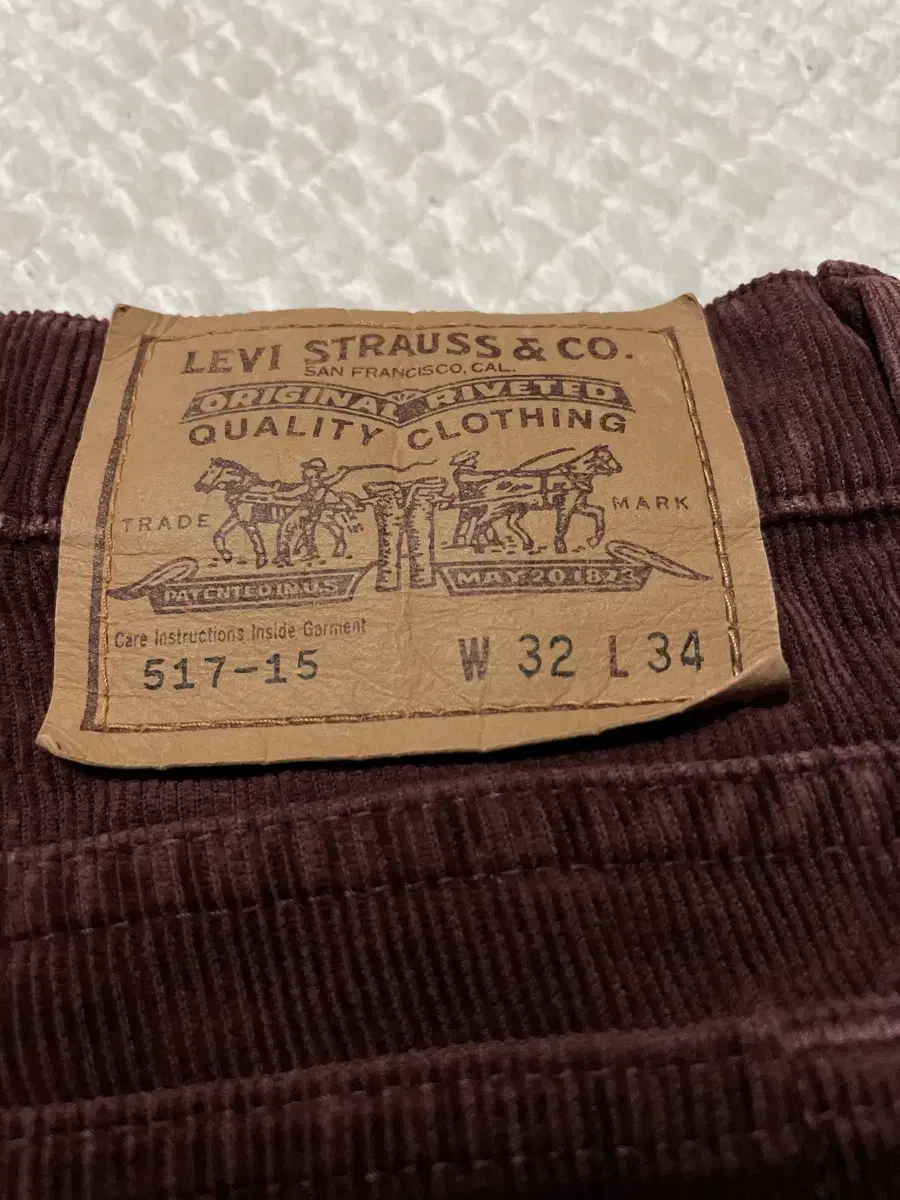 LEVI STRAUSS & CO.
SAN FRANCISCO, CAL.
ORIGINAL RIVETED
QUALITY CLOTHING
TRADE MARK
PATENTED IN U.S MAY 20 1873
Care Instructions Inside Garment
517-15 W 32 L 34